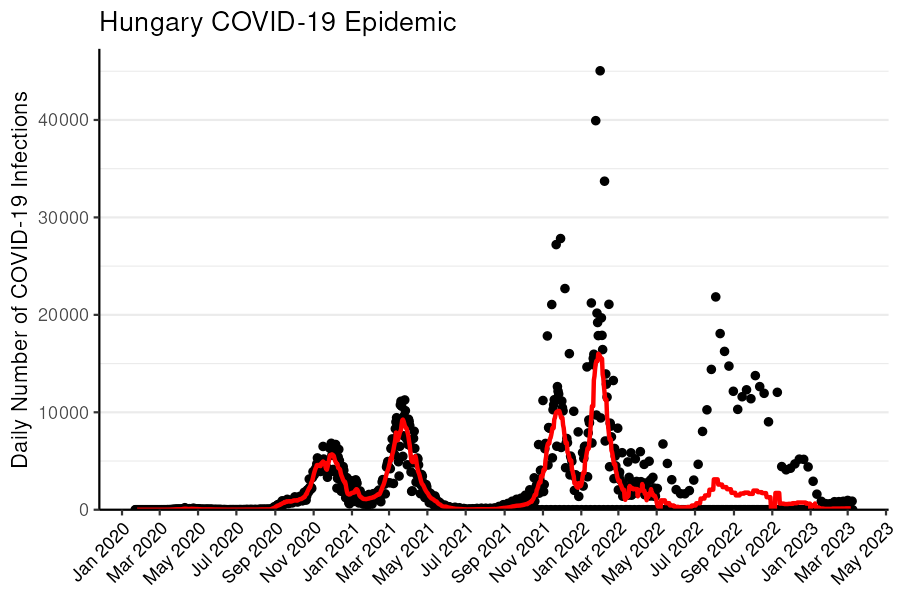 Hungary COVID-19 Epidemic
Daily Number of COVID-19 Infections
40000
30000
20000
10000
0
Jan 2020
Mar 2020
May 2020
Jul 2020
Sep 2020
Nov 2020
Jan 2021
Mar 2021
May 2021
Jul 2021
Sep 2021
Nov 2021
Jan 2022
Mar 2022
May 2022
Jul 2022
Sep 2022
Nov 2022
Jan 2023
Mar 2023
May 2023